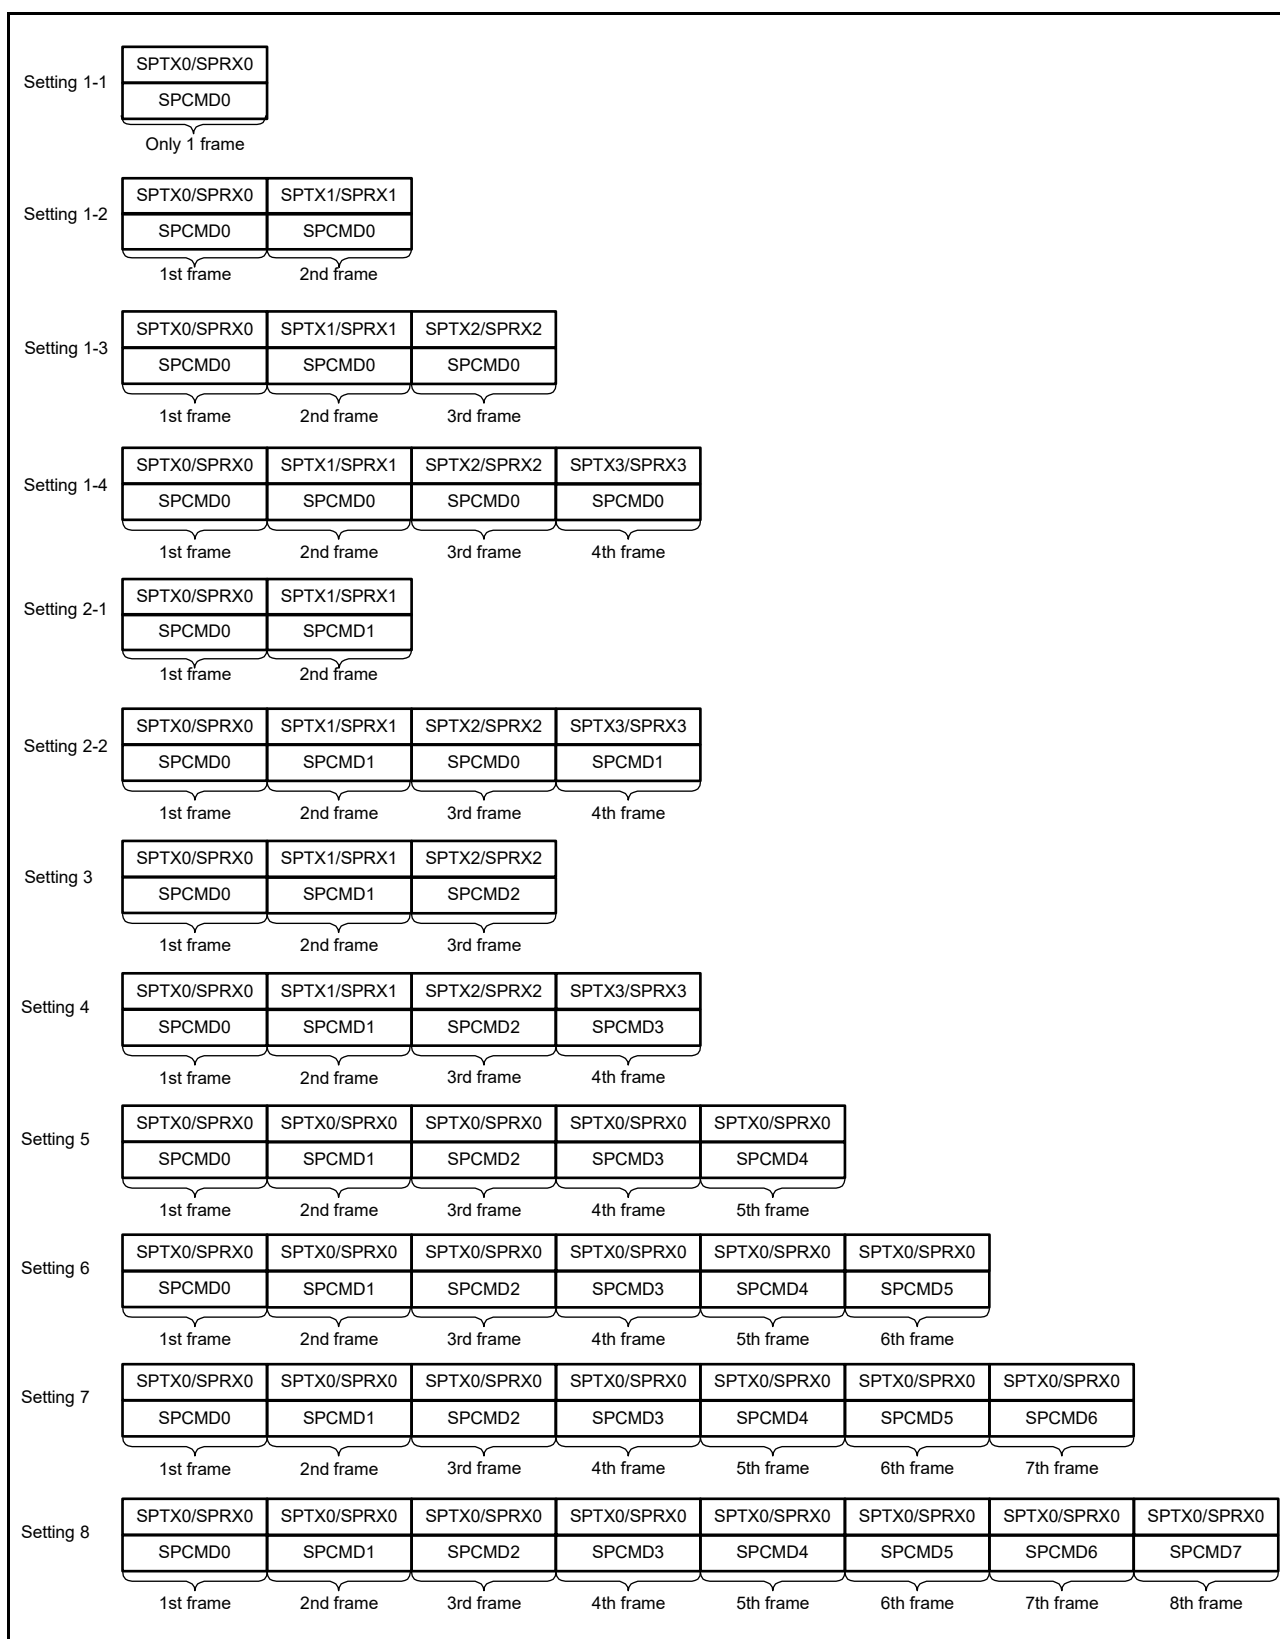 Setting 1-1
SPTX0/SPRX0
SPCMD0
Only 1 frame
Setting 1-2
SPTX0/SPRX0 SPTX1/SPRX1
SPCMD0 SPCMD0
1st frame 2nd frame
Setting 1-3
SPTX0/SPRX0 SPTX1/SPRX1 SPTX2/SPRX2
SPCMD0 SPCMD0 SPCMD0
1st frame 2nd frame 3rd frame
Setting 1-4
SPTX0/SPRX0 SPTX1/SPRX1 SPTX2/SPRX2 SPTX3/SPRX3
SPCMD0 SPCMD0 SPCMD0 SPCMD0
1st frame 2nd frame 3rd frame 4th frame
Setting 2-1
SPTX0/SPRX0 SPTX1/SPRX1
SPCMD0 SPCMD1
1st frame 2nd frame
Setting 2-2
SPTX0/SPRX0 SPTX1/SPRX1 SPTX2/SPRX2 SPTX3/SPRX3
SPCMD0 SPCMD1 SPCMD0 SPCMD1
1st frame 2nd frame 3rd frame 4th frame
Setting 3
SPTX0/SPRX0 SPTX1/SPRX1 SPTX2/SPRX2
SPCMD0 SPCMD1 SPCMD2
1st frame 2nd frame 3rd frame
Setting 4
SPTX0/SPRX0 SPTX1/SPRX1 SPTX2/SPRX2 SPTX3/SPRX3
SPCMD0 SPCMD1 SPCMD2 SPCMD3
1st frame 2nd frame 3rd frame 4th frame
Setting 5
SPTX0/SPRX0 SPTX0/SPRX0 SPTX0/SPRX0 SPTX0/SPRX0 SPTX0/SPRX0
SPCMD0 SPCMD1 SPCMD2 SPCMD3 SPCMD4
1st frame 2nd frame 3rd frame 4th frame 5th frame
Setting 6
SPTX0/SPRX0 SPTX0/SPRX0 SPTX0/SPRX0 SPTX0/SPRX0 SPTX0/SPRX0 SPTX0/SPRX0
SPCMD0 SPCMD1 SPCMD2 SPCMD3 SPCMD4 SPCMD5
1st frame 2nd frame 3rd frame 4th frame 5th frame 6th frame
Setting 7
SPTX0/SPRX0 SPTX0/SPRX0 SPTX0/SPRX0 SPTX0/SPRX0 SPTX0/SPRX0 SPTX0/SPRX0 SPTX0/SPRX0
SPCMD0 SPCMD1 SPCMD2 SPCMD3 SPCMD4 SPCMD5 SPCMD6
1st frame 2nd frame 3rd frame 4th frame 5th frame 6th frame 7th frame
Setting 8
SPTX0/SPRX0 SPTX0/SPRX0 SPTX0/SPRX0 SPTX0/SPRX0 SPTX0/SPRX0 SPTX0/SPRX0 SPTX0/SPRX0 SPTX0/SPRX0
SPCMD0 SPCMD1 SPCMD2 SPCMD3 SPCMD4 SPCMD5 SPCMD6 SPCMD7
1st frame 2nd frame 3rd frame 4th frame 5th frame 6th frame 7th frame 8th frame